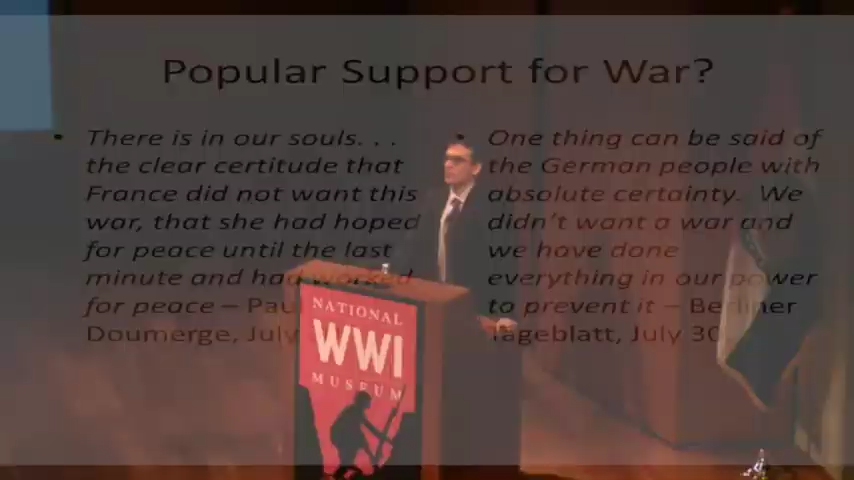 Popular Support for War?
• There is in our souls. . .
the clear certitude that
France did not want this
war, that she had hoped
for peace until the last
minute and had worked
for peace – Paul
Doumerge, July
• One thing can be said of
the German people with
absolute certainty. We
didn't want a war and
we have done
everything in our power
to prevent it – Berliner
Tageblatt, July 30
NATIONAL
WWI
MUSEUM